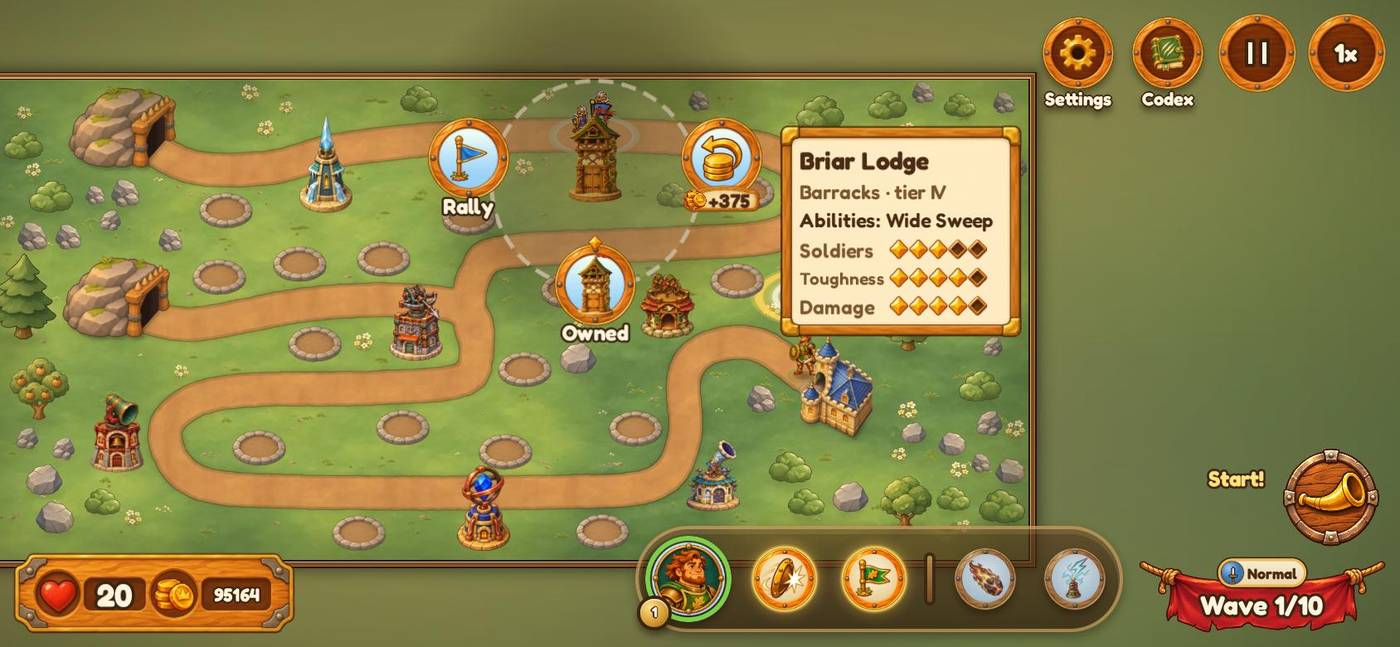 Settings
Codex
1x
Rally
+375
Owned
Briar Lodge
Barracks · tier IV
Abilities: Wide Sweep
Soldiers
Toughness
Damage
20
95164
1
Start!
Normal
Wave 1/10